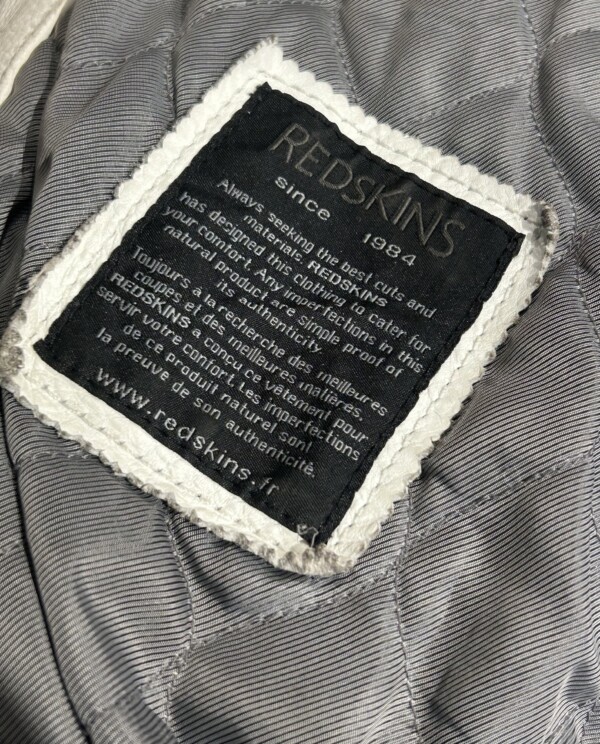 REDSKINS
since 1984
Always seeking the best cuts and
materials, REDSKINS
has designed this clothing to cater for
your comfort. Any imperfections in this
natural product are simple proof of
its authenticity.
Toujours a la recherche des meilleures
coupes et des meilleures matières,
REDSKINS a conçu ce vêtement pour
servir votre confort. Les imperfections
de ce produit naturel sont
la preuve de son authenticité.
www.redskins.fr